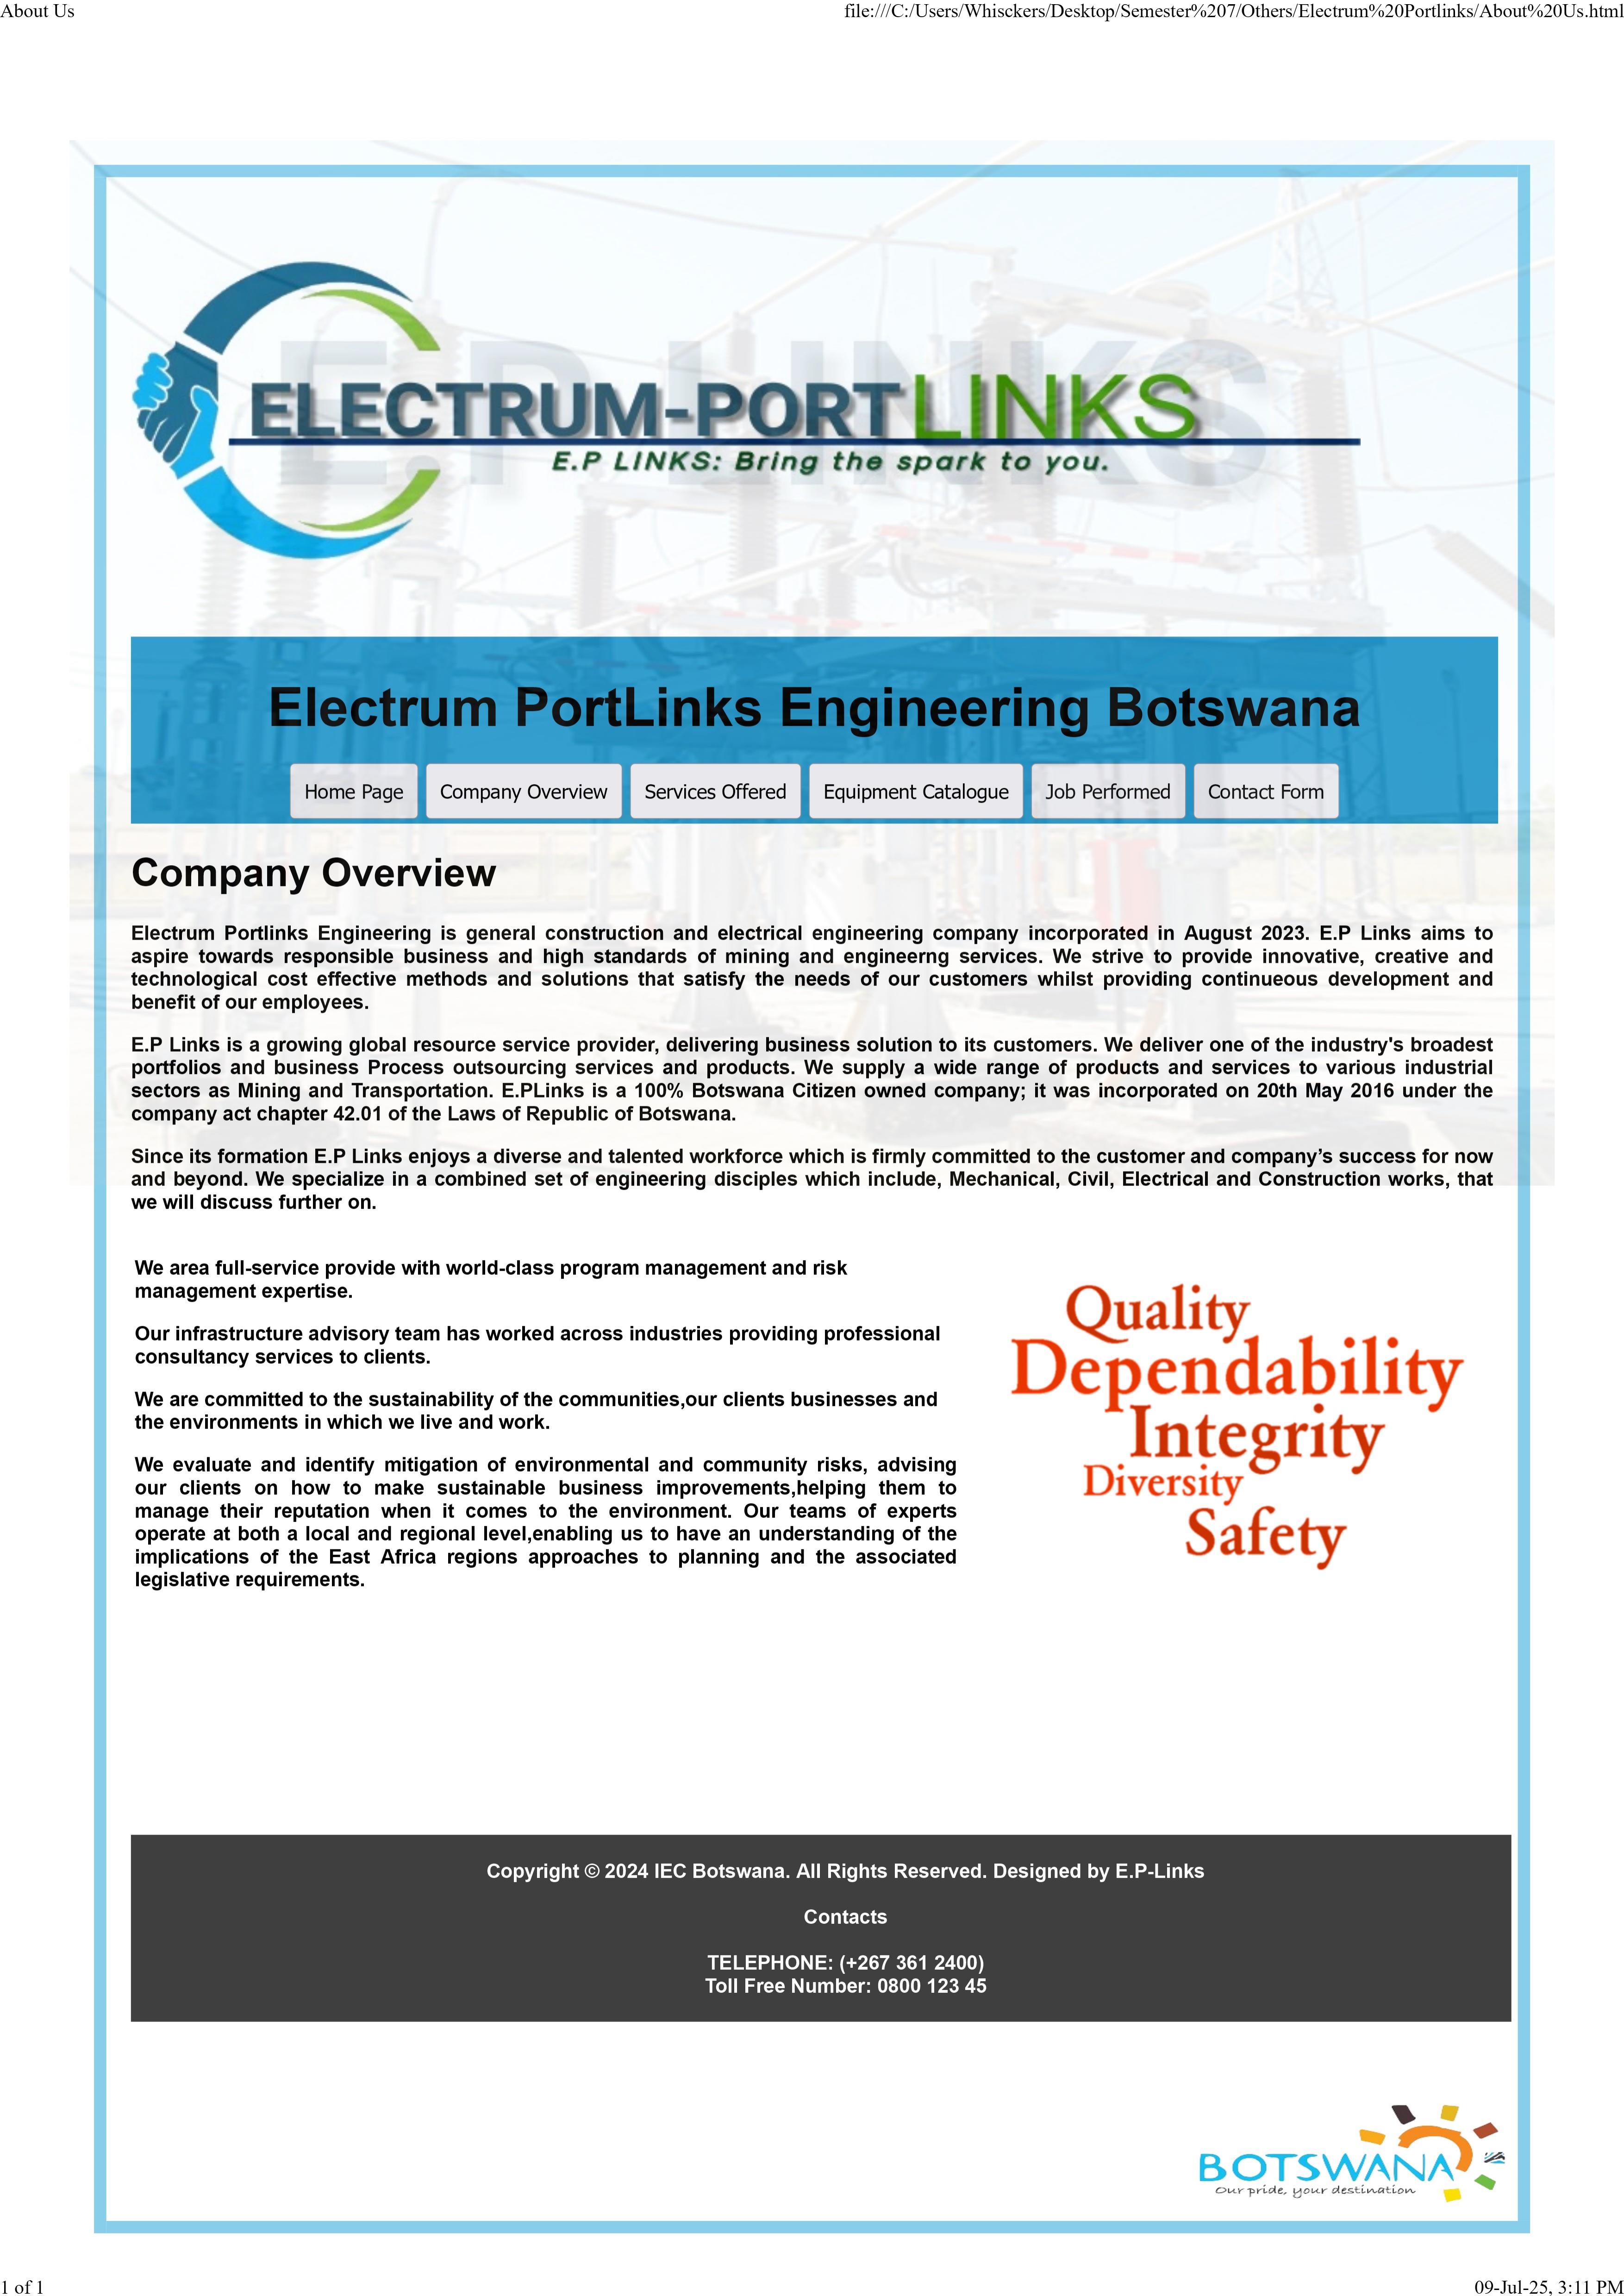 About Us
file:///C:/Users/Whisckers/Desktop/Semester%207/Others/Electrum%20Portlinks/About%20Us.html
E.P LINKS
ELECTRUM-PORTLINKS
E.P LINKS: Bring the spark to you.
Electrum PortLinks Engineering Botswana
Home Page
Company Overview
Services Offered
Equipment Catalogue
Job Performed
Contact Form
Company Overview
Electrum Portlinks Engineering is general construction and electrical engineering company incorporated in August 2023. E.P Links aims to
aspire towards responsible business and high standards of mining and engineerng services. We strive to provide innovative, creative and
technological cost effective methods and solutions that satisfy the needs of our customers whilst providing continueous development and
benefit of our employees.
E.P Links is a growing global resource service provider, delivering business solution to its customers. We deliver one of the industry's broadest
portfolios and business Process outsourcing services and products. We supply a wide range of products and services to various industrial
sectors as Mining and Transportation. E.PLinks is a 100% Botswana Citizen owned company; it was incorporated on 20th May 2016 under the
company act chapter 42.01 of the Laws of Republic of Botswana.
Since its formation E.P Links enjoys a diverse and talented workforce which is firmly committed to the customer and company’s success for now
and beyond. We specialize in a combined set of engineering disciples which include, Mechanical, Civil, Electrical and Construction works, that
we will discuss further on.
We area full-service provide with world-class program management and risk
management expertise.
Our infrastructure advisory team has worked across industries providing professional
consultancy services to clients.
We are committed to the sustainability of the communities,our clients businesses and
the environments in which we live and work.
We evaluate and identify mitigation of environmental and community risks, advising
our clients on how to make sustainable business improvements,helping them to
manage their reputation when it comes to the environment. Our teams of experts
operate at both a local and regional level,enabling us to have an understanding of the
implications of the East Africa regions approaches to planning and the associated
legislative requirements.
Quality
Dependability
Integrity
Diversity
Safety
Copyright © 2024 IEC Botswana. All Rights Reserved. Designed by E.P-Links
Contacts
TELEPHONE: (+267 361 2400)
Toll Free Number: 0800 123 45
BOTSWANA
Our pride, your destination
1 of 1
09-Jul-25, 3:11 PM